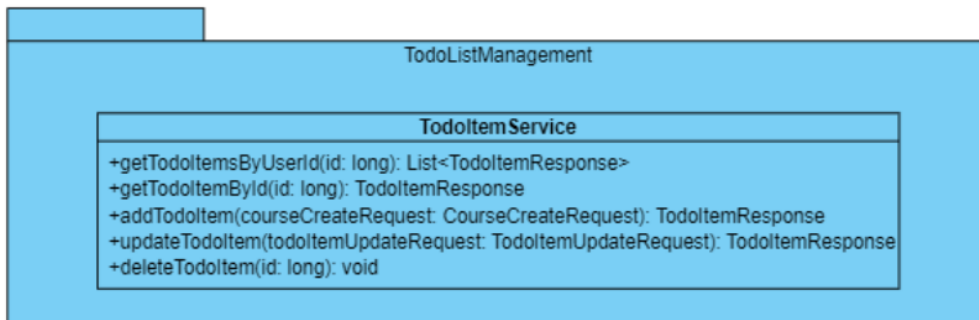 TodoListManagement
TodoItemService
+getTodoItemsByUserId(id: long): List<TodoItemResponse>
+getTodoItemById(id: long): TodoItemResponse
+addTodoItem(courseCreateRequest: CourseCreateRequest): TodoItemResponse
+updateTodoItem(todoItemUpdateRequest: TodoItemUpdateRequest): TodoItemResponse
+deleteTodoItem(id: long): void